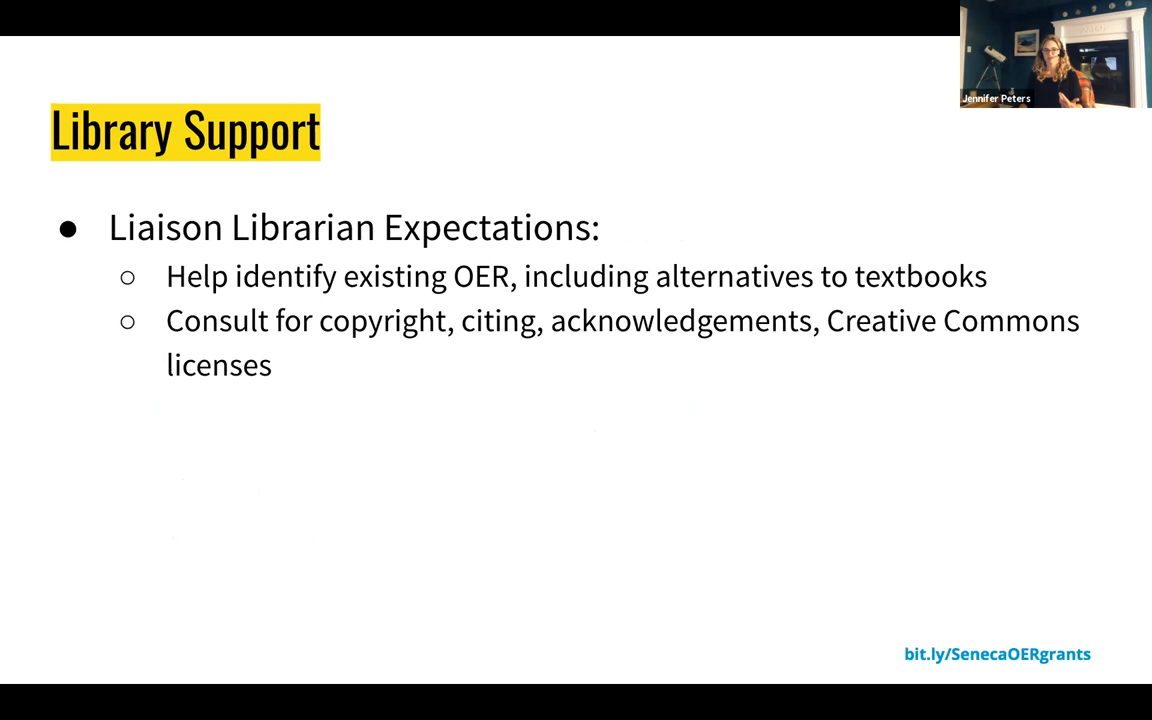 Jennifer Peters
Library Support
● Liaison Librarian Expectations:
○ Help identify existing OER, including alternatives to textbooks
○ Consult for copyright, citing, acknowledgements, Creative Commons
licenses
bit.ly/SenecaOERgrants